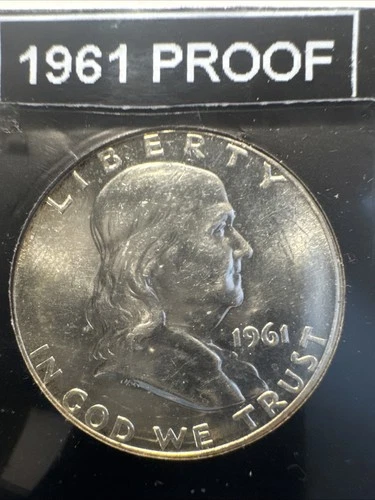 1961 PROOF
LIBERTY
1961
IN GOD WE TRUST